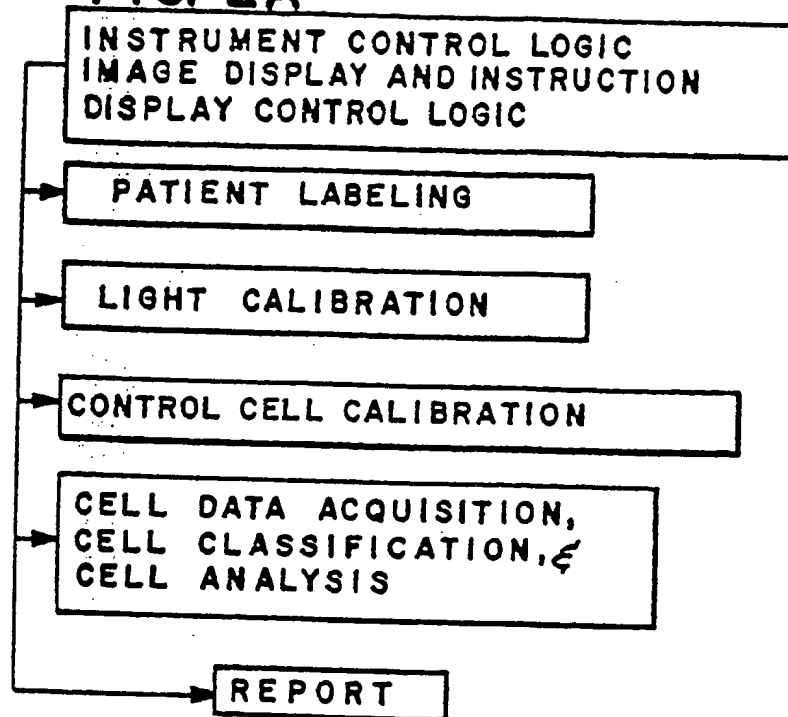 INSTRUMENT CONTROL LOGIC
IMAGE DISPLAY AND INSTRUCTION
DISPLAY CONTROL LOGIC
PATIENT LABELING
LIGHT CALIBRATION
CONTROL CELL CALIBRATION
CELL DATA ACQUISITION,
CELL CLASSIFICATION, &
CELL ANALYSIS
REPORT